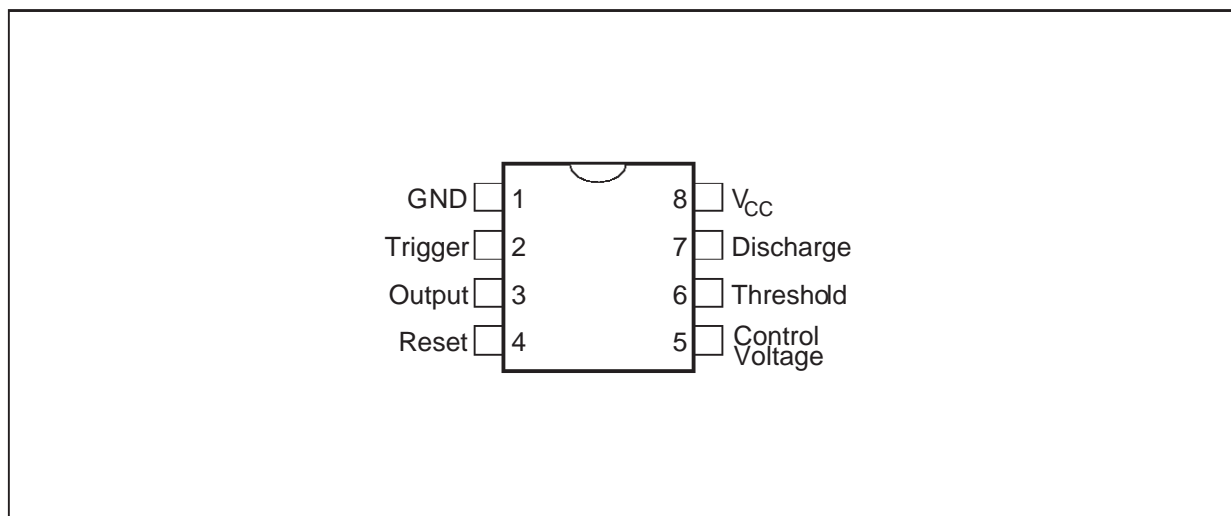 GND 1 8 VCC
Trigger 2 7 Discharge
Output 3 6 Threshold
Reset 4 5 Control
Voltage